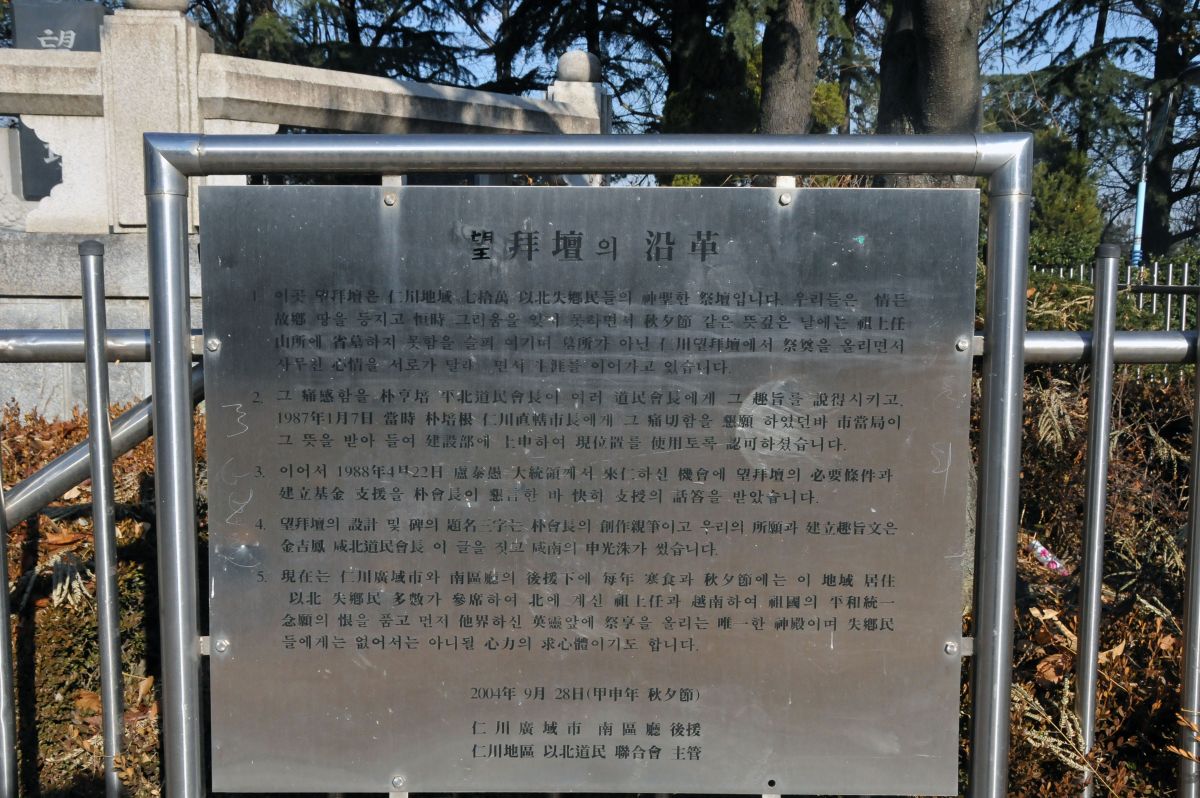 望
望拜壇의 沿革
1. 이곳 望拜壇은 仁川地域 七拾萬 以北失鄕民들의 神聖한 祭壇입니다. 우리들은 情든
故鄕 땅을 등지고 恒時 그리움을 잊지 못하면서 秋夕節 같은 뜻깊은 날에는 祖上任
山所에 省墓하지 못함을 슬퍼 여기며 墓所가 아닌 仁川望拜壇에서 祭奠을 올리면서
사무친 心情을 서로가 달래 면서 生涯를 이어가고 있습니다.
2. 그 痛感함을 朴亨培 平北道民會長이 여러 道民會長에게 그 趣旨를 說得시키고,
1987年1月7日 當時 朴培根 仁川直轄市長에게 그 痛切함을 懇願 하였던바 市當局이
그 뜻을 받아 들여 建設部에 上申하여 現位置를 使用토록 認可하셨습니다.
3. 이어서 1988年4月22日 盧泰愚 大統領께서 來仁하신 機會에 望拜壇의 必要條件과
建立基金 支援을 朴會長이 懇請한 바 快히 支授의 話答을 받았습니다.
4. 望拜壇의 設計 및 碑의 題名三字는 朴會長의 創作親筆이고 우리의 所願과 建立趣旨文은
金吉鳳 咸北道民會長 이 글을 짓고 咸南의 申光洙가 썼습니다.
5. 現在는 仁川廣域市와 南區廳의 後援下에 每年 寒食과 秋夕節에는 이 地域 居住
以北 失鄕民 多數가 參席하여 北에 계신 祖上任과 越南하여 祖國의 平和統一
念願의 恨을 품고 먼저 他界하신 英靈앞에 祭享을 올리는 唯一한 神殿이며 失鄕民
들에게는 없어서는 아니될 心力의 求心體이기도 합니다.
2004年 9月 28日(甲申年 秋夕節)
仁川廣域市 南區廳 後援
仁川地區 以北道民 聯合會 主管